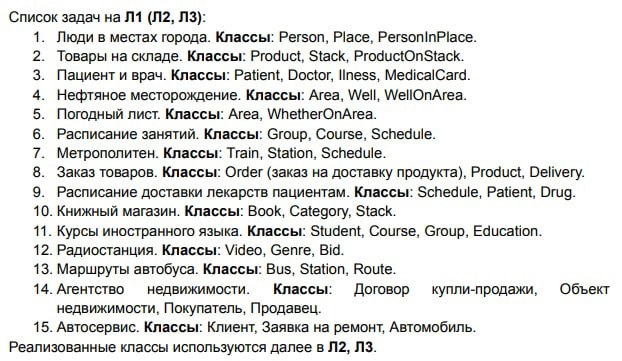 Список задач на Л1 (Л2, Л3):
1. Люди в местах города. Классы: Person, Place, PersonInPlace.
2. Товары на складе. Классы: Product, Stack, ProductOnStack.
3. Пациент и врач. Классы: Patient, Doctor, Ilness, MedicalCard.
4. Нефтяное месторождение. Классы: Area, Well, WellOnArea.
5. Погодный лист. Классы: Area, WhetherOnArea.
6. Расписание занятий. Классы: Group, Course, Schedule.
7. Метрополитен. Классы: Train, Station, Schedule.
8. Заказ товаров. Классы: Order (заказ на доставку продукта), Product, Delivery.
9. Расписание доставки лекарств пациентам. Классы: Schedule, Patient, Drug.
10. Книжный магазин. Классы: Book, Category, Stack.
11. Курсы иностранного языка. Классы: Student, Course, Group, Education.
12. Радиостанция. Классы: Video, Genre, Bid.
13. Маршруты автобуса. Классы: Bus, Station, Route.
14. Агентство недвижимости. Классы: Договор купли-продажи, Объект
недвижимости, Покупатель, Продавец.
15. Автосервис. Классы: Клиент, Заявка на ремонт, Автомобиль.
Реализованные классы используются далее в Л2, Л3.